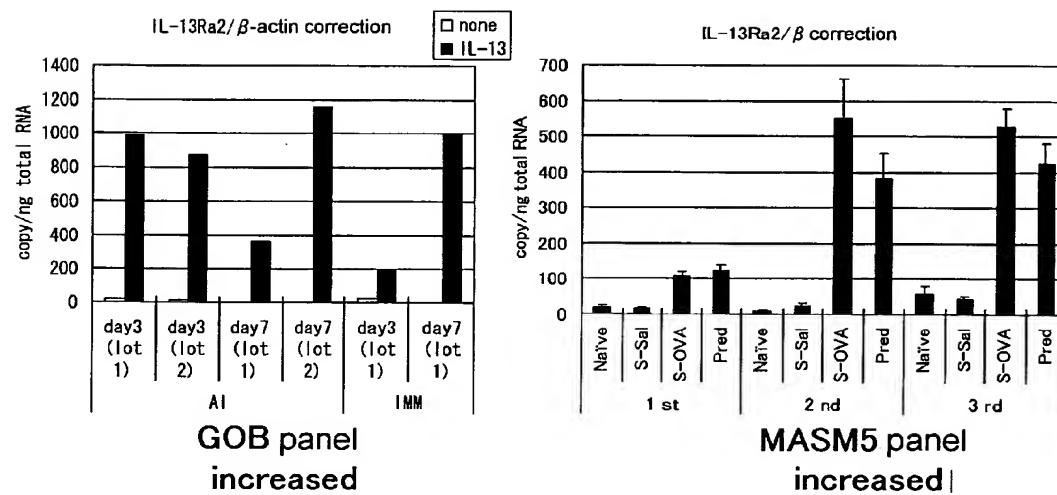 IL-13Ra2/β-actin correction
none
IL-13
copy/ng total RNA
1400
1200
1000
800
600
400
200
0
day3 (lot 1)
day3 (lot 2)
day7 (lot 1)
day7 (lot 2)
day3 (lot 1)
day7 (lot 1)
AI
IMM
GOB panel
increased
IL-13Ra2/β correction
copy/ng total RNA
700
600
500
400
300
200
100
0
Naïve
S-Sal
S-OVA
Pred
Naïve
S-Sal
S-OVA
Pred
Naïve
S-Sal
S-OVA
Pred
1 st
2 nd
3 rd
MASM5 panel
increased